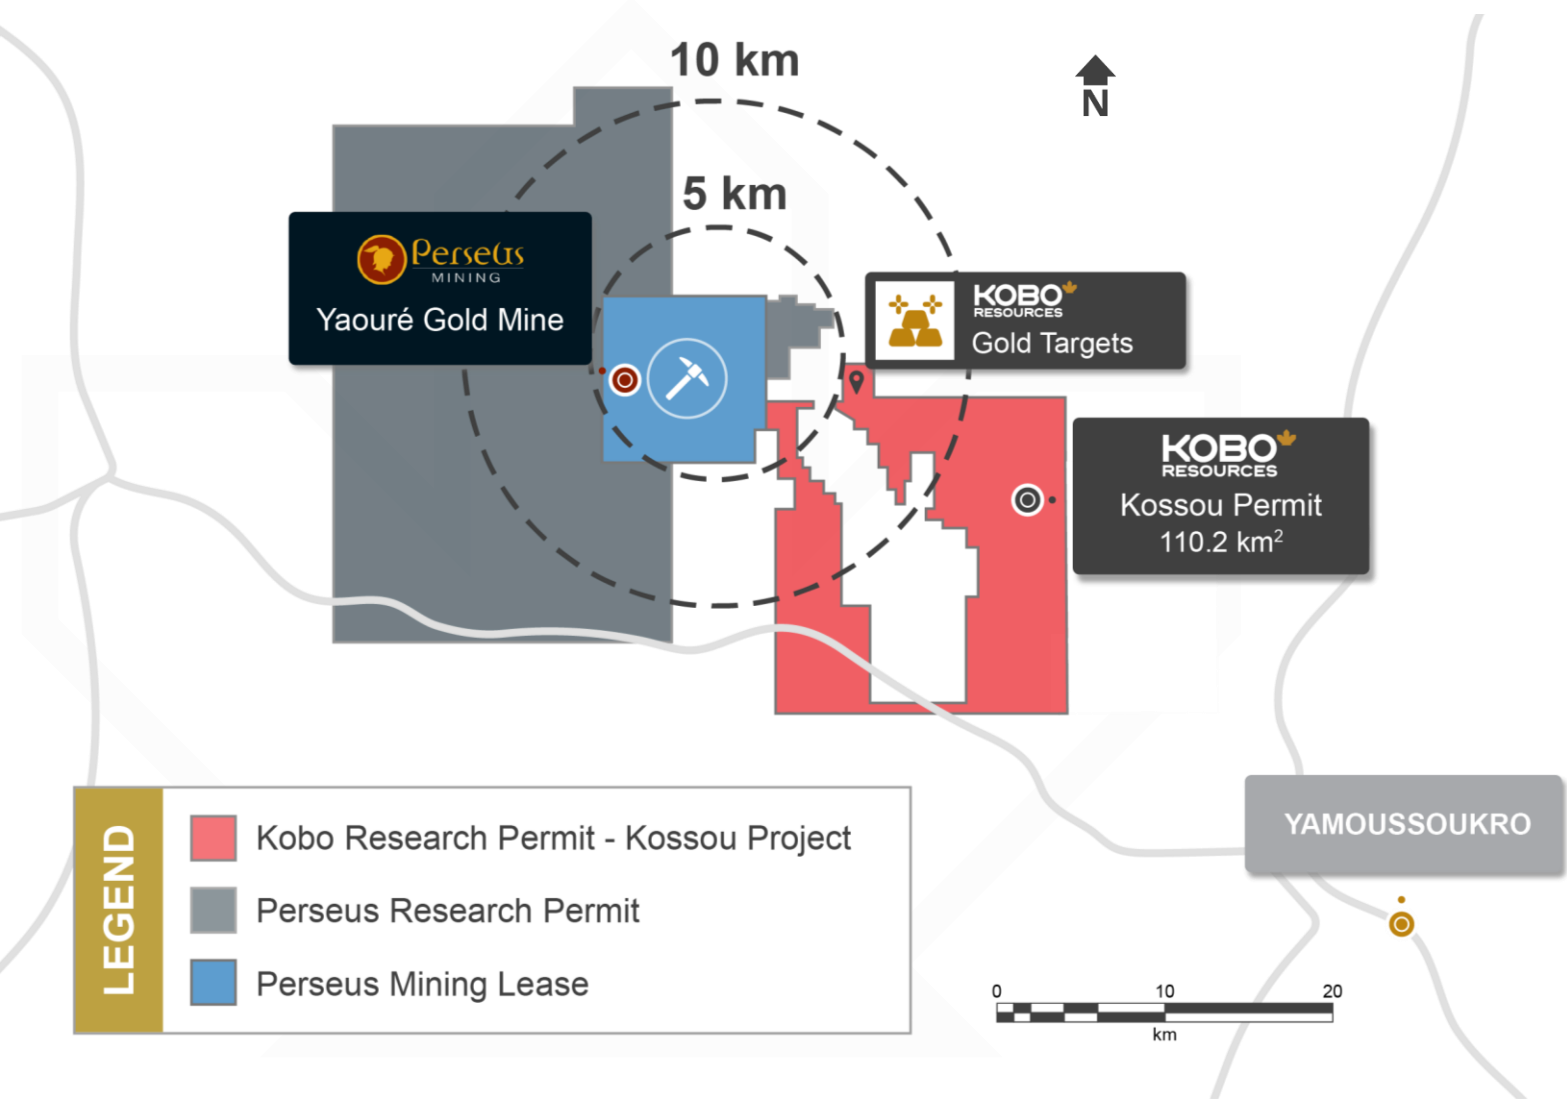 10 km
N
5 km
Perseus
MINING
Yaouré Gold Mine
KOBO
RESOURCES
Gold Targets
KOBO
RESOURCES
Kossou Permit
110.2 km²
YAMOUSSOUKRO
LEGEND
Kobo Research Permit - Kossou Project
Perseus Research Permit
Perseus Mining Lease
0 10 20
km